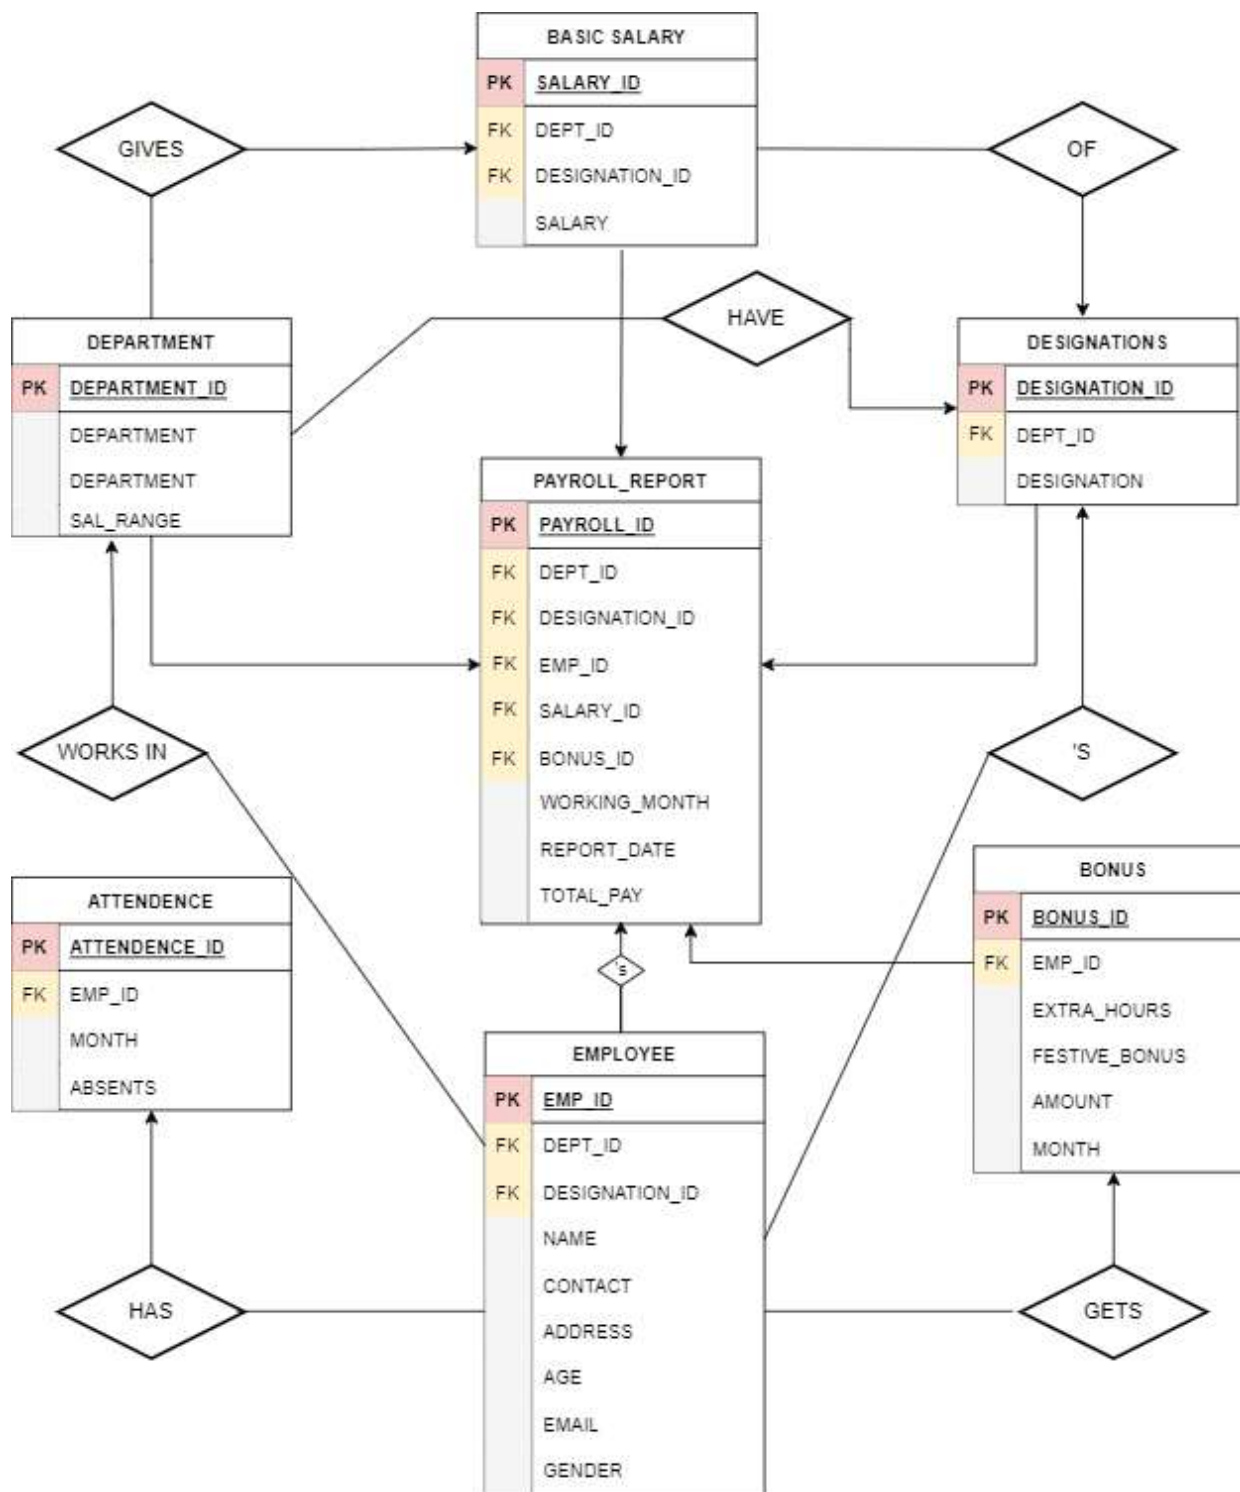 BASIC SALARY
PK SALARY_ID
FK DEPT_ID
FK DESIGNATION_ID
SALARY
GIVES
OF
HAVE
DEPARTMENT
PK DEPARTMENT_ID
DEPARTMENT
DEPARTMENT
SAL_RANGE
DESIGNATIONS
PK DESIGNATION_ID
FK DEPT_ID
DESIGNATION
PAYROLL_REPORT
PK PAYROLL_ID
FK DEPT_ID
FK DESIGNATION_ID
FK EMP_ID
FK SALARY_ID
FK BONUS_ID
WORKING_MONTH
REPORT_DATE
TOTAL_PAY
WORKS IN
'S
ATTENDENCE
PK ATTENDENCE_ID
FK EMP_ID
MONTH
ABSENTS
BONUS
PK BONUS_ID
FK EMP_ID
EXTRA_HOURS
FESTIVE_BONUS
AMOUNT
MONTH
's
EMPLOYEE
PK EMP_ID
FK DEPT_ID
FK DESIGNATION_ID
NAME
CONTACT
ADDRESS
AGE
EMAIL
GENDER
HAS
GETS